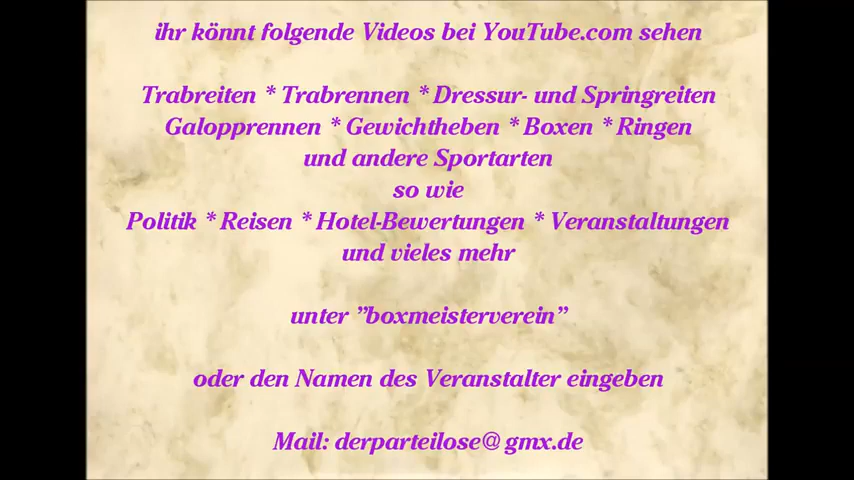 ihr könnt folgende Videos bei YouTube.com sehen
Trabreiten * Trabrennen * Dressur- und Springreiten
Galopprennen * Gewichtheben * Boxen * Ringen
und andere Sportarten
so wie
Politik * Reisen * Hotel-Bewertungen * Veranstaltungen
und vieles mehr
unter ”boxmeisterverein”
oder den Namen des Veranstalter eingeben
Mail: derparteilose@gmx.de